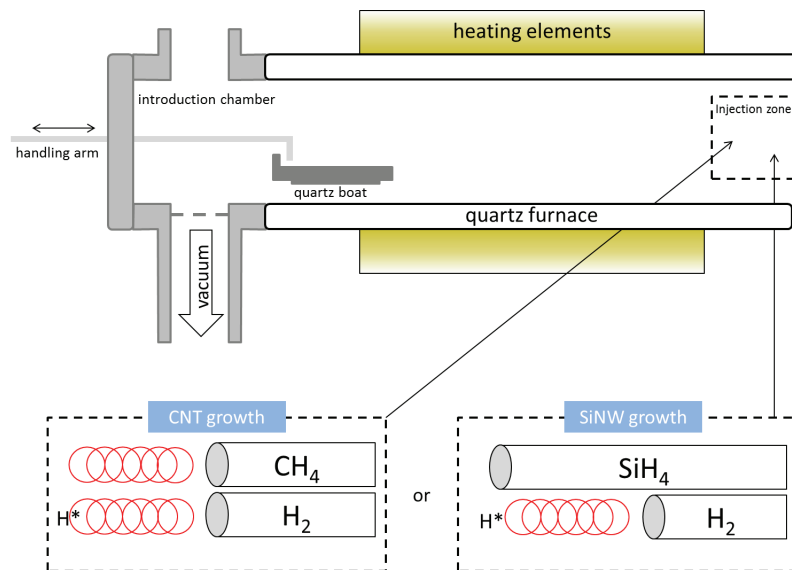 heating elements
introduction chamber
Injection zone
handling arm
quartz boat
quartz furnace
vacuum
CNT growth
SiNW growth
CH4
SiH4
or
H*
H2
H*
H2